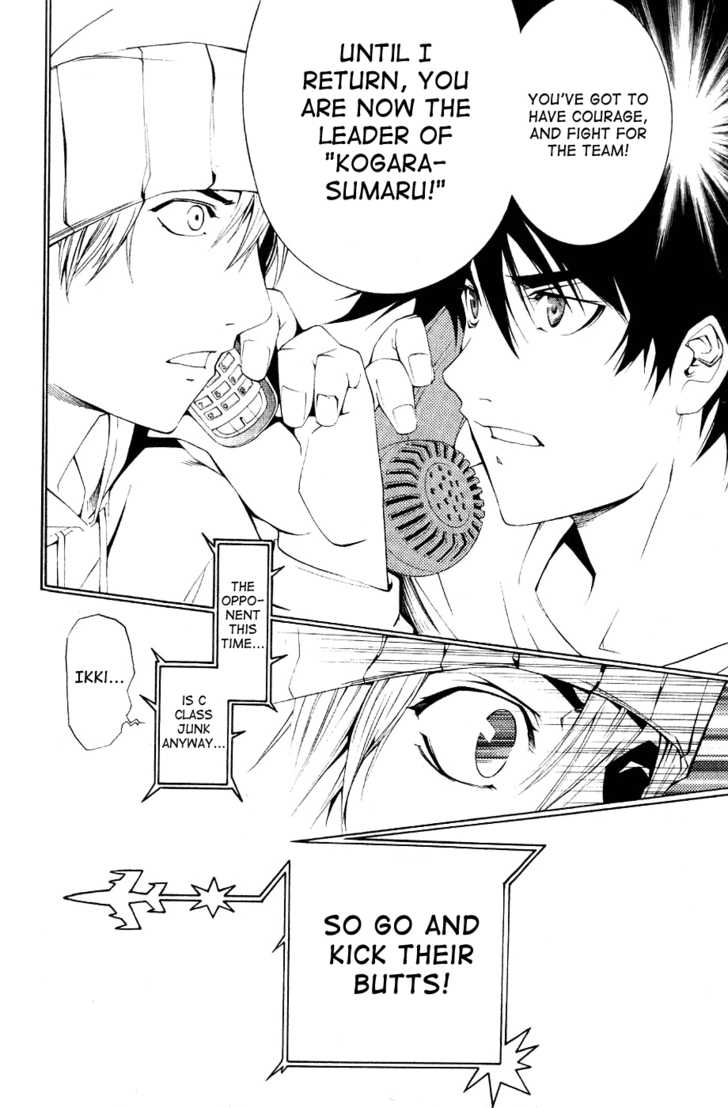 YOU'VE GOT TO
HAVE COURAGE,
AND FIGHT FOR
THE TEAM!
UNTIL I
RETURN, YOU
ARE NOW THE
LEADER OF
"KOGARA-
SUMARU!"
THE
OPPO-
NENT THIS
TIME...
IS C
CLASS
JUNK
ANYWAY...
IKKI...
SO GO AND
KICK THEIR
BUTTS!